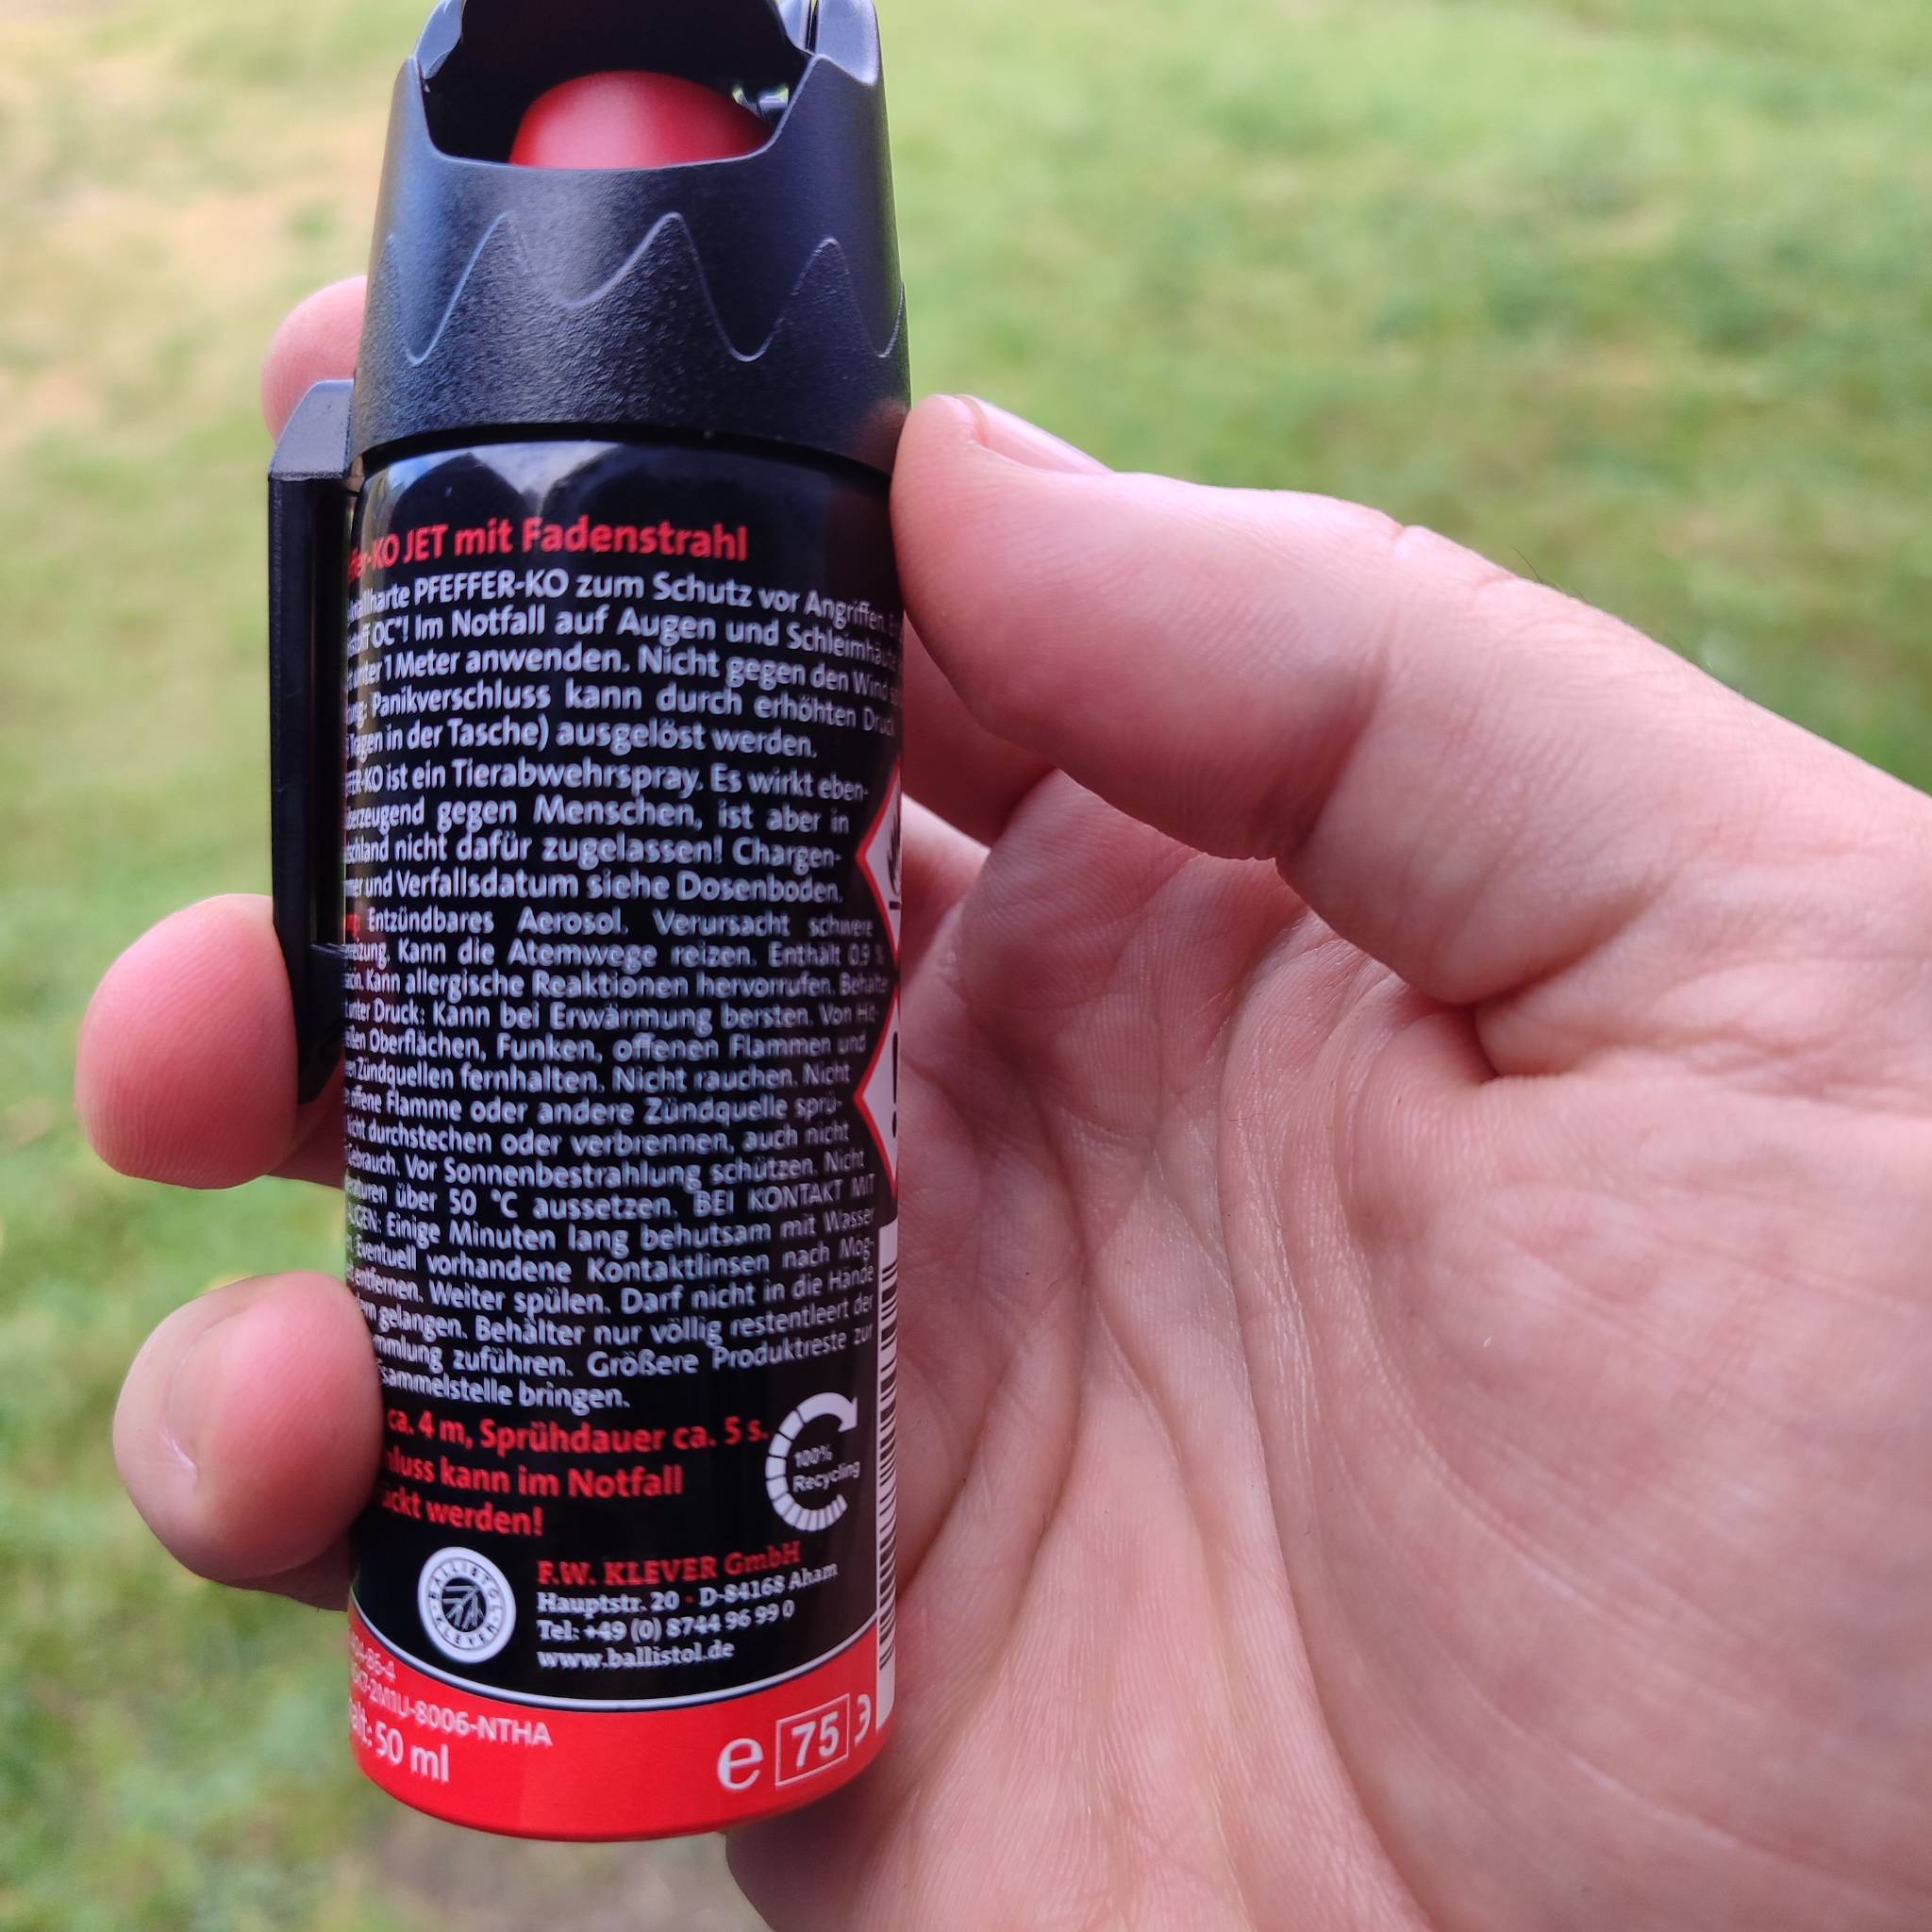 KO JET mit Fadenstrahl
PFEFFER-KO zum Schutz vor Angriffen.
OC"! Im Notfall auf Augen und
unter 1 Meter anwenden. Nicht gegen den Wind
Panikverschluss kann durch erhöhten
in der Tasche) ausgelöst werden.
KO ist ein Tierabwehrspray. Es wirkt eben-
gegen Menschen, ist aber in
nicht dafür zugelassen! Chargen-
und Verfallsdatum siehe Dosenboden.
Entzündbares Aerosol. Verursacht schwere
Kann die Atemwege reizen. Enthält 0,9 %
Kann allergische Reaktionen hervorrufen. Behälter
unter Druck: Kann bei Erwärmung bersten. Von Hit-
Oberflächen, Funken, offenen Flammen und
Zündquellen fernhalten. Nicht rauchen. Nicht
offene Flamme oder andere Zündquelle sprü-
durchstechen oder verbrennen, auch nicht
Gebrauch. Vor Sonnenbestrahlung schützen. Nicht
über 50 °C aussetzen. BEI KONTAKT MIT
Einige Minuten lang behutsam mit Wasser
Eventuell vorhandene Kontaktlinsen nach Mög-
entfernen. Weiter spülen. Darf nicht in die Hände
gelangen. Behälter nur völlig restentleert der
zuführen. Größere Produktreste zur
bringen.
ca. 4 m, Sprühdauer ca. 5 s.
kann im Notfall
werden!
100%
Recycling
BALLISTOL KLEVER
F.W. KLEVER GmbH
Hauptstr. 20 · D-84168 Aham
Tel: +49 (0) 8744 96 99 0
www.ballistol.de
8006-NTHA
50 ml
e 75 3